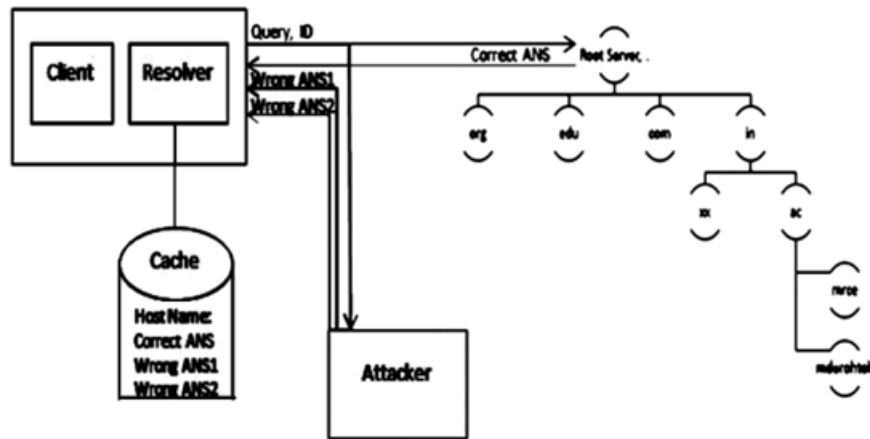 Query, ID
Client
Resolver
Correct ANS
Root Server, .
Wrong ANS1
Wrong ANS2
org
edu
com
in
xx
ac
Cache
Host Name:
Correct ANS
Wrong ANS1
Wrong ANS2
Attacker